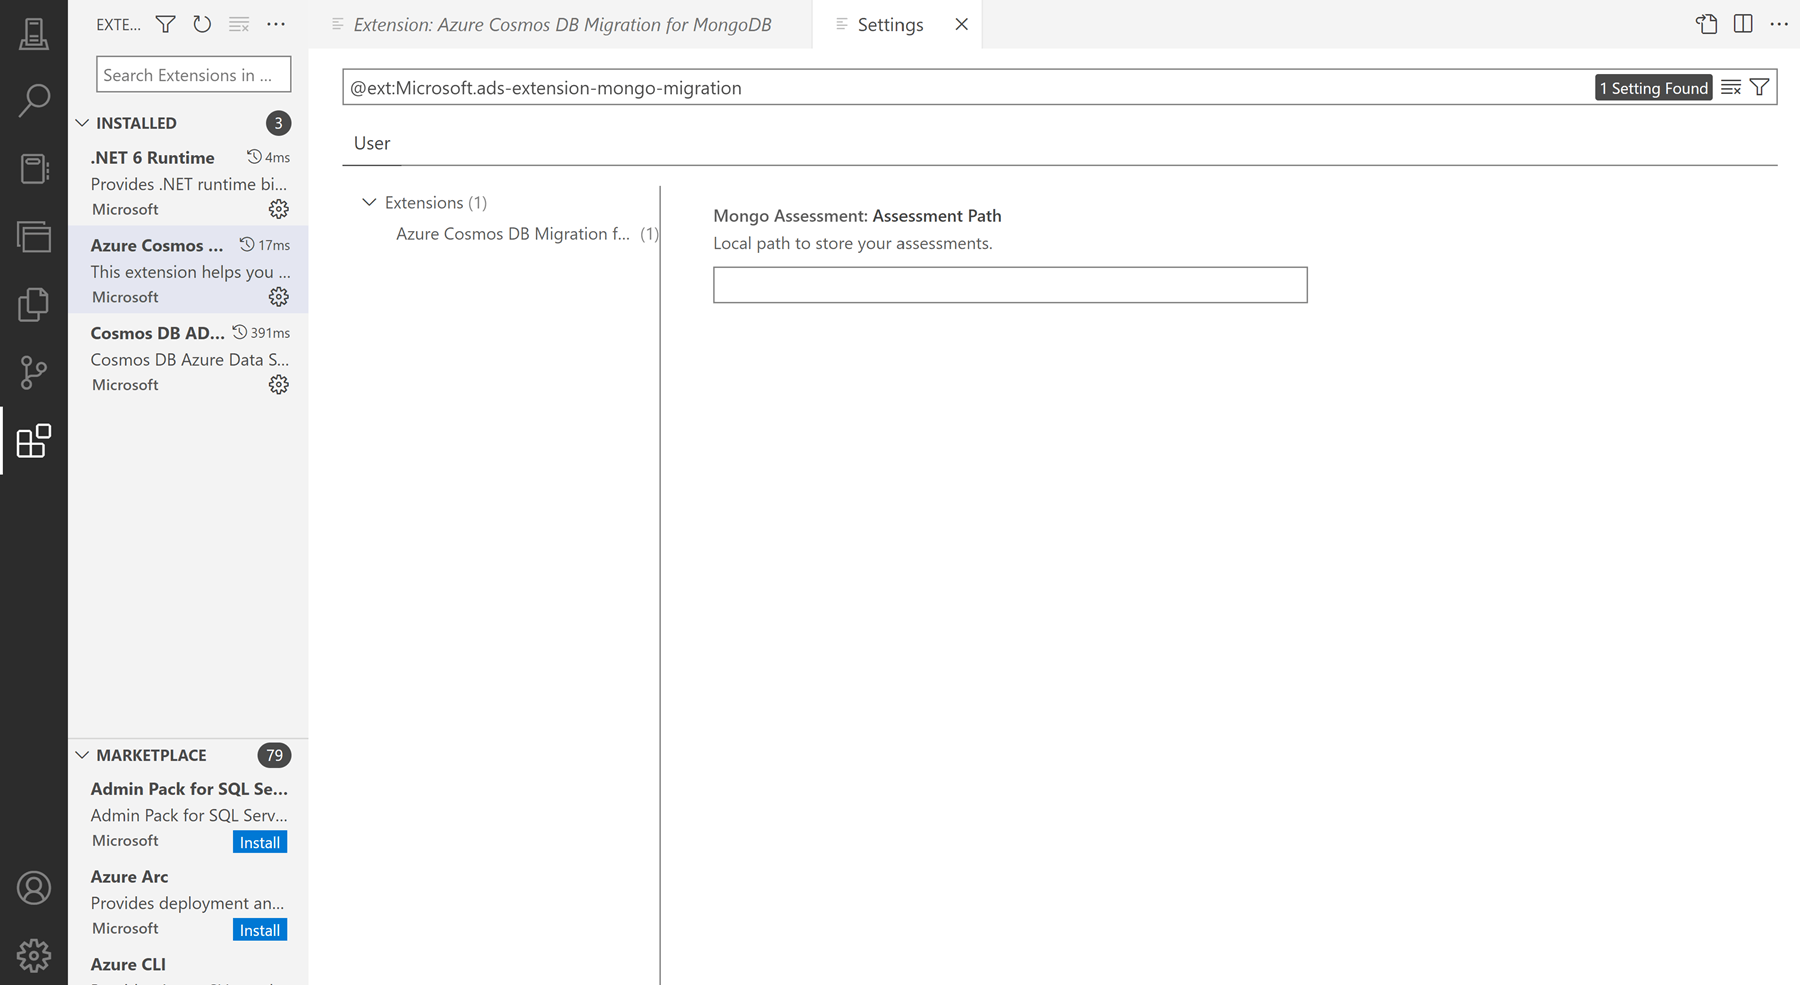 EXTE...
Search Extensions in ...
INSTALLED 3
.NET 6 Runtime 4ms
Provides .NET runtime bi...
Microsoft
Azure Cosmos ... 17ms
This extension helps you ...
Microsoft
Cosmos DB AD... 391ms
Cosmos DB Azure Data S...
Microsoft
MARKETPLACE 79
Admin Pack for SQL Se...
Admin Pack for SQL Serv...
Microsoft Install
Azure Arc
Provides deployment an...
Microsoft Install
Azure CLI
Extension: Azure Cosmos DB Migration for MongoDB
Settings
@ext:Microsoft.ads-extension-mongo-migration
1 Setting Found
User
Extensions (1)
Azure Cosmos DB Migration f... (1)
Mongo Assessment: Assessment Path
Local path to store your assessments.